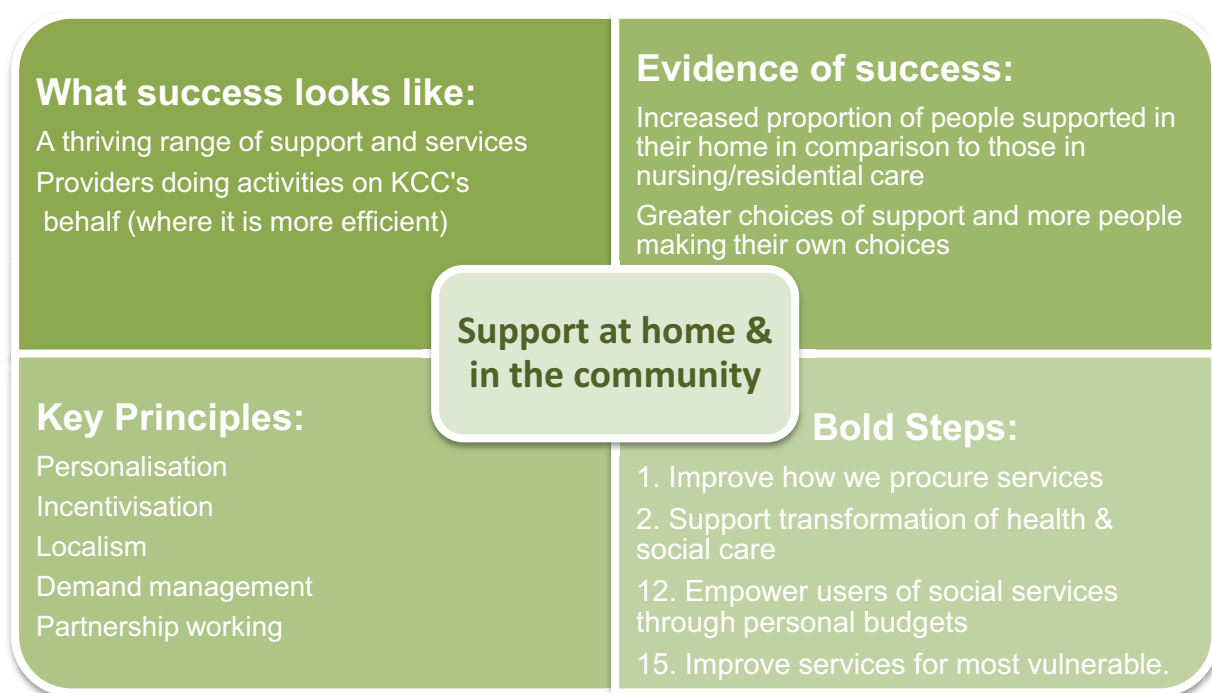 What success looks like:
A thriving range of support and services
Providers doing activities on KCC's
behalf (where it is more efficient)
Evidence of success:
Increased proportion of people supported in
their home in comparison to those in
nursing/residential care
Greater choices of support and more people
making their own choices
Support at home &
in the community
Key Principles:
Personalisation
Incentivisation
Localism
Demand management
Partnership working
Bold Steps:
1. Improve how we procure services
2. Support transformation of health &
social care
12. Empower users of social services
through personal budgets
15. Improve services for most vulnerable.